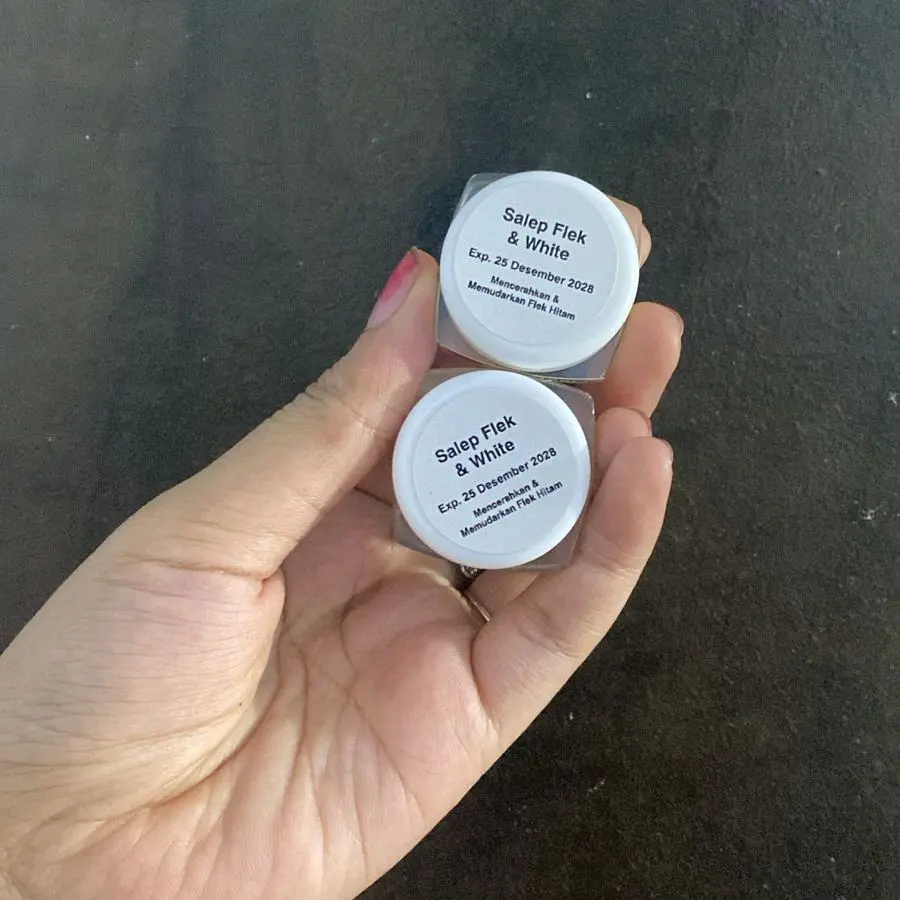 Salep Flek
& White
Exp. 25 Desember 2028
Mencerahkan &
Memudarkan Flek Hitam
Salep Flek
& White
Exp. 25 Desember 2028
Mencerahkan &
Memudarkan Flek Hitam